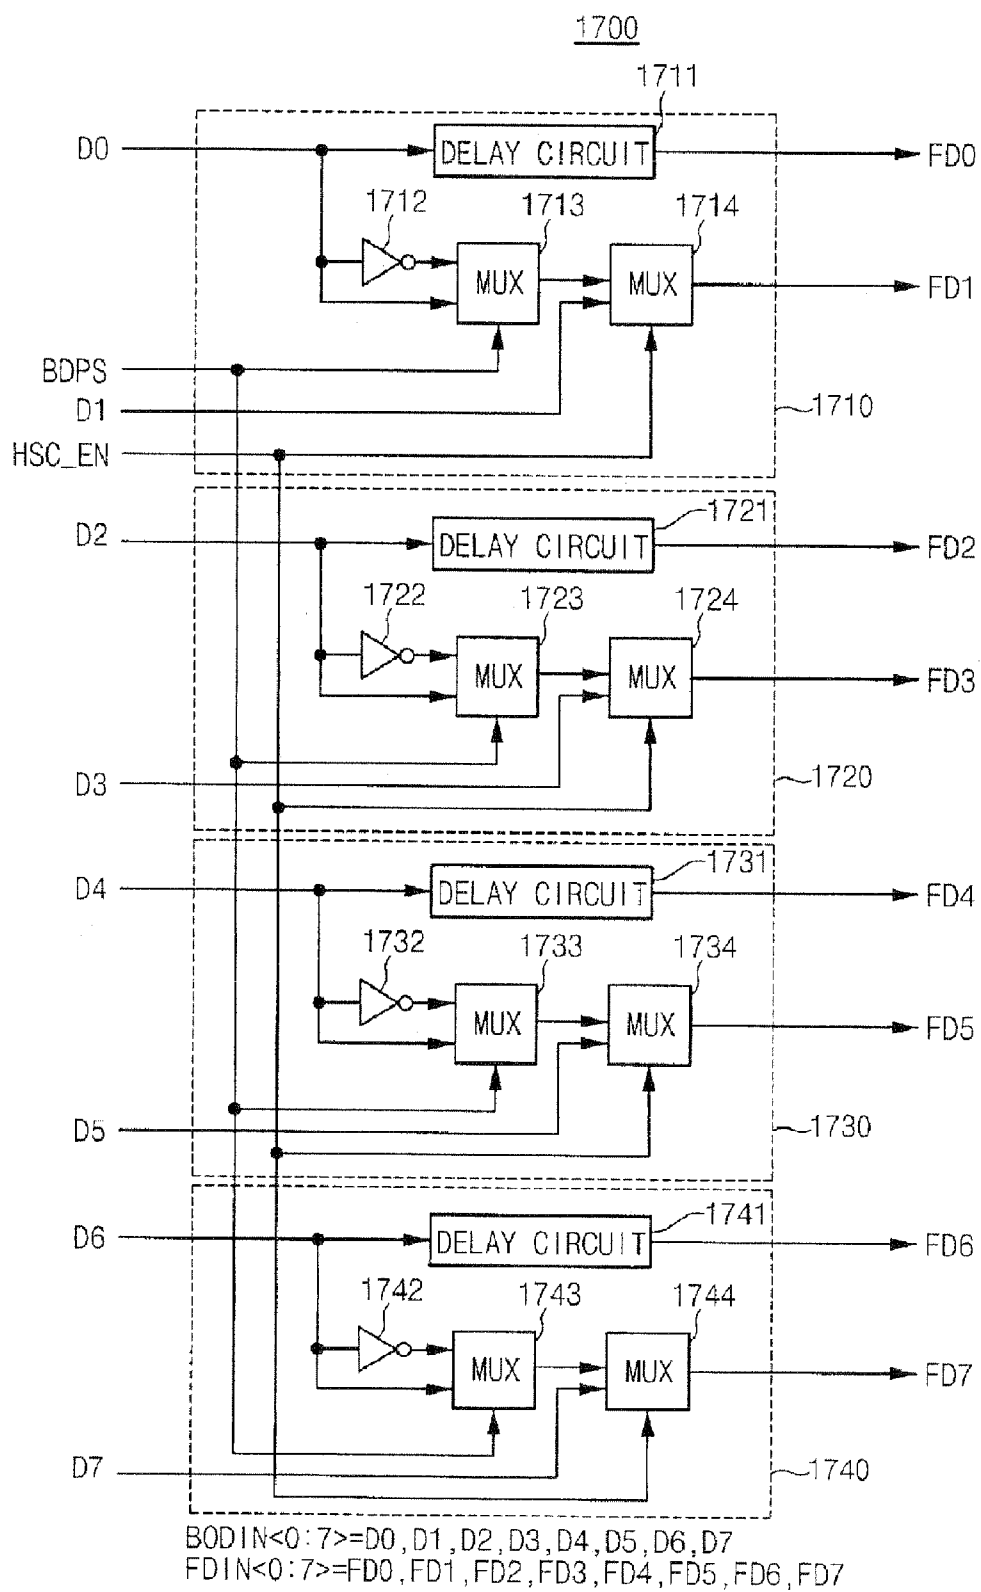 1700
1711
D0
DELAY CIRCUIT
FD0
1712
1713
1714
MUX
MUX
FD1
BDPS
D1
1710
HSC_EN
1721
D2
DELAY CIRCUIT
FD2
1722
1723
1724
MUX
MUX
FD3
D3
1720
1731
D4
DELAY CIRCUIT
FD4
1732
1733
1734
MUX
MUX
FD5
D5
1730
1741
D6
DELAY CIRCUIT
FD6
1742
1743
1744
MUX
MUX
FD7
D7
1740
BODIN<0:7>=D0,D1,D2,D3,D4,D5,D6,D7
FDIN<0:7>=FD0,FD1,FD2,FD3,FD4,FD5,FD6,FD7